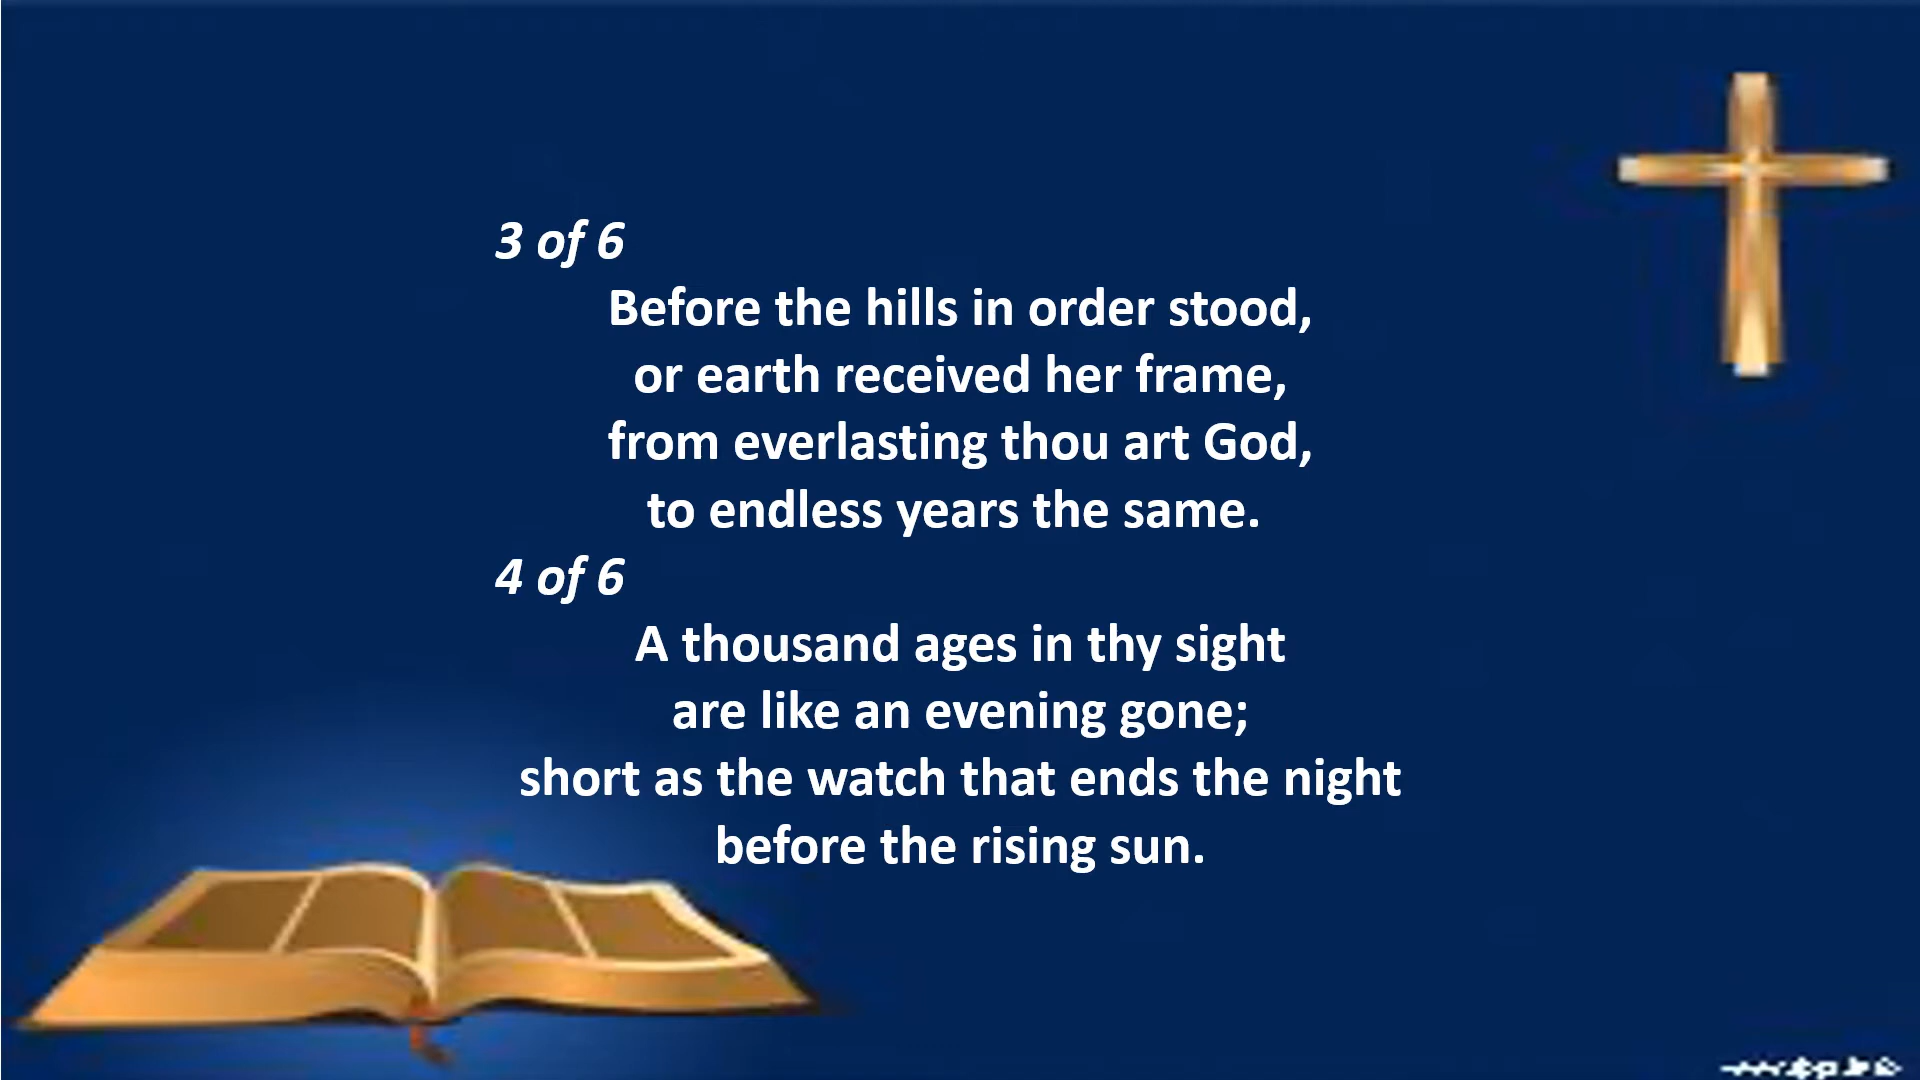 3 of 6
Before the hills in order stood,
or earth received her frame,
from everlasting thou art God,
to endless years the same.
4 of 6
A thousand ages in thy sight
are like an evening gone;
short as the watch that ends the night
before the rising sun.